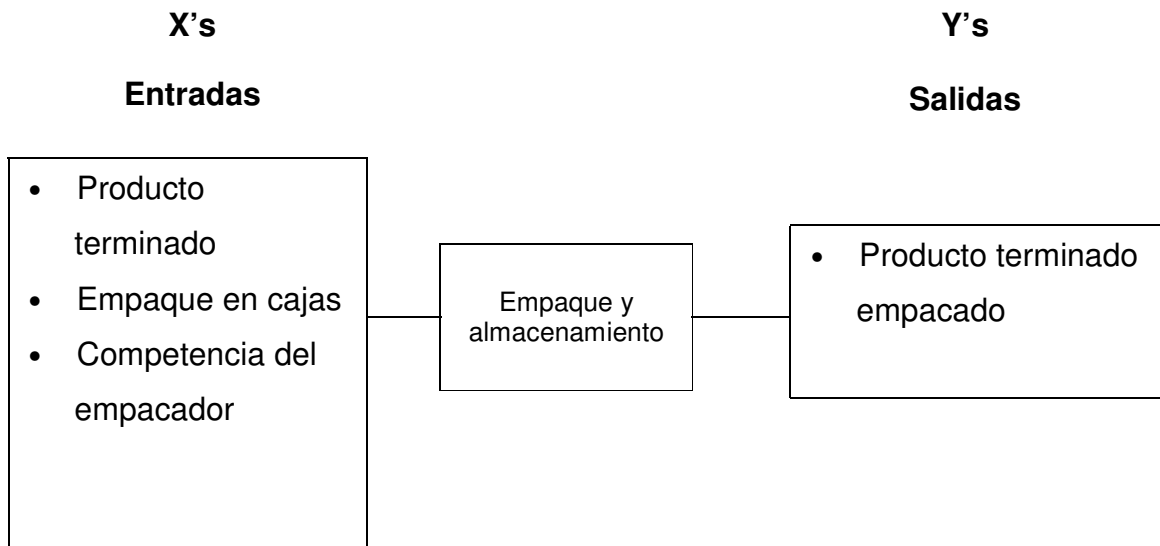 X's
Entradas
Y's
Salidas
• Producto
terminado
• Empaque en cajas
• Competencia del
empacador
Empaque y
almacenamiento
• Producto terminado
empacado